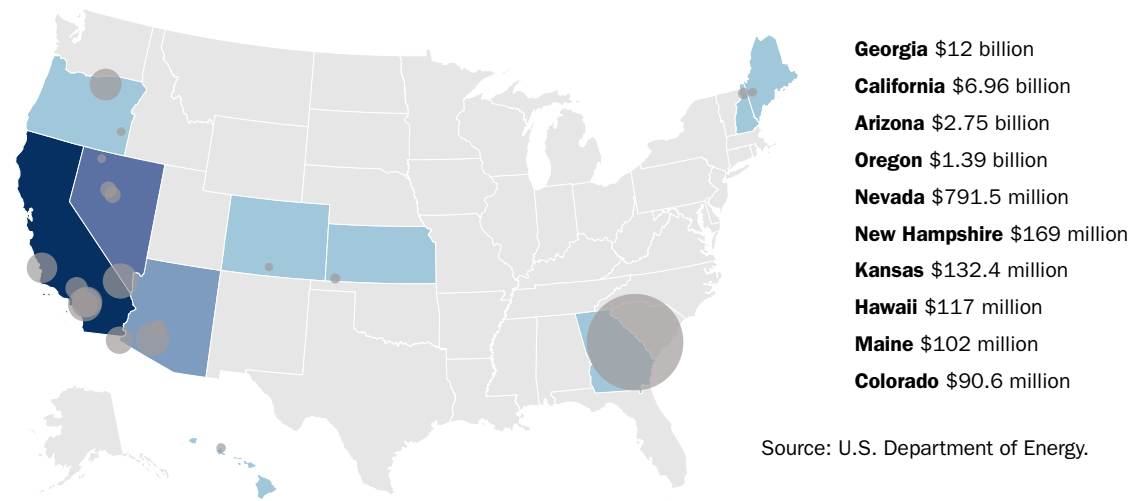 Georgia $12 billion
California $6.96 billion
Arizona $2.75 billion
Oregon $1.39 billion
Nevada $791.5 million
New Hampshire $169 million
Kansas $132.4 million
Hawaii $117 million
Maine $102 million
Colorado $90.6 million
Source: U.S. Department of Energy.